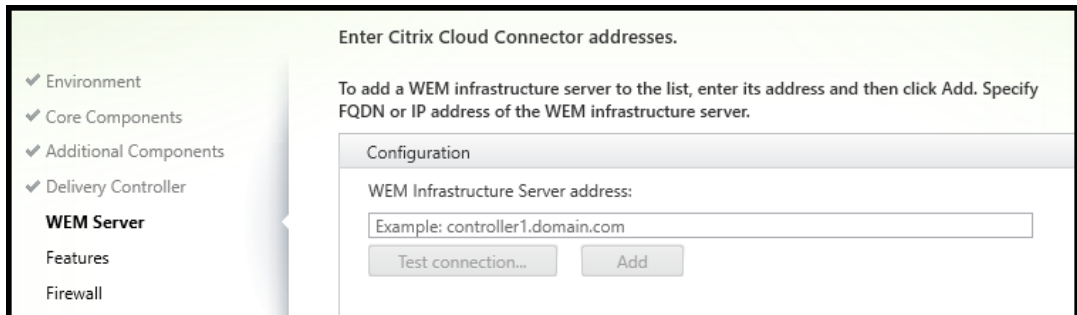 Enter Citrix Cloud Connector addresses.
Environment
Core Components
Additional Components
Delivery Controller
WEM Server
Features
Firewall
To add a WEM infrastructure server to the list, enter its address and then click Add. Specify
FQDN or IP address of the WEM infrastructure server.
Configuration
WEM Infrastructure Server address:
Example: controller1.domain.com
Test connection...
Add